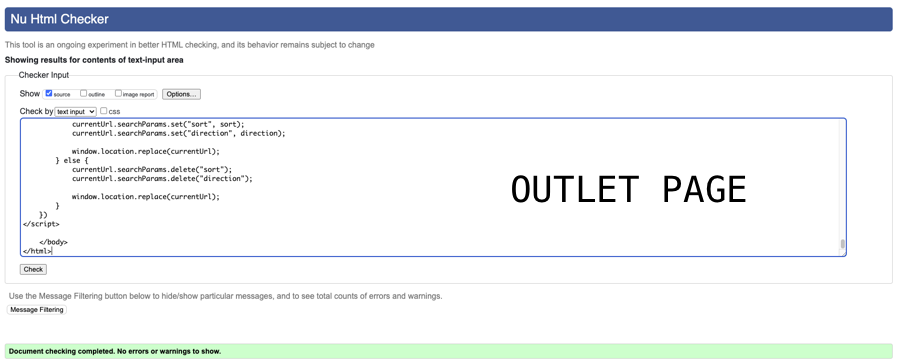 Nu Html Checker
This tool is an ongoing experiment in better HTML checking, and its behavior remains subject to change
Showing results for contents of text-input area
Checker Input
Show source outline image report Options...
Check by text input css
currentUrl.searchParams.set("sort", sort);
currentUrl.searchParams.set("direction", direction);
window.location.replace(currentUrl);
} else {
currentUrl.searchParams.delete("sort");
currentUrl.searchParams.delete("direction");
window.location.replace(currentUrl);
}
})
</script>
</body>
</html>
OUTLET PAGE
Check
Use the Message Filtering button below to hide/show particular messages, and to see total counts of errors and warnings.
Message Filtering
Document checking completed. No errors or warnings to show.